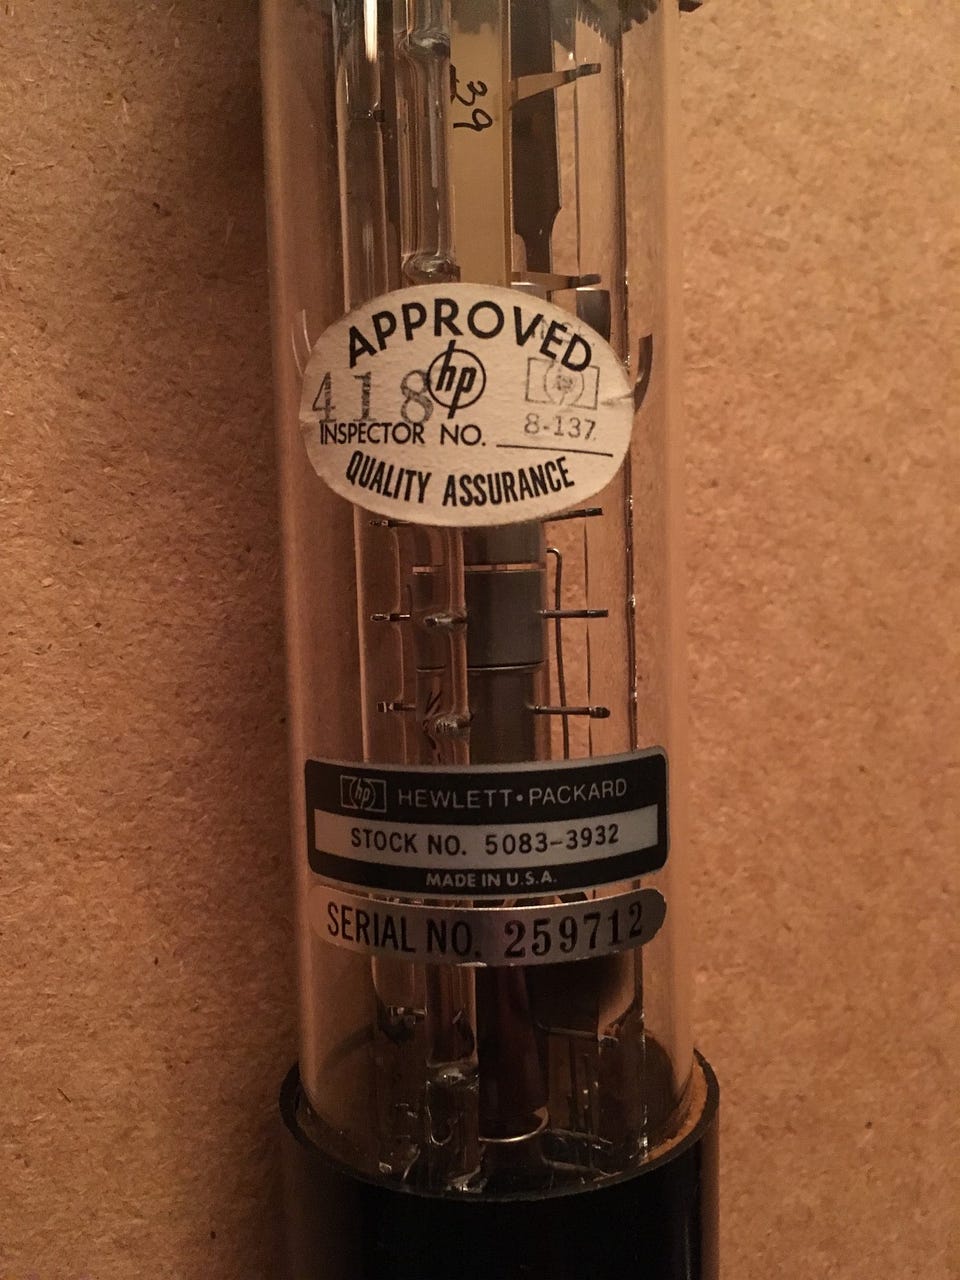 39
APPROVED
418 hp hp
INSPECTOR NO. 8-137
QUALITY ASSURANCE
hp HEWLETT•PACKARD
STOCK NO. 5083-3932
MADE IN U.S.A.
SERIAL NO. 259712